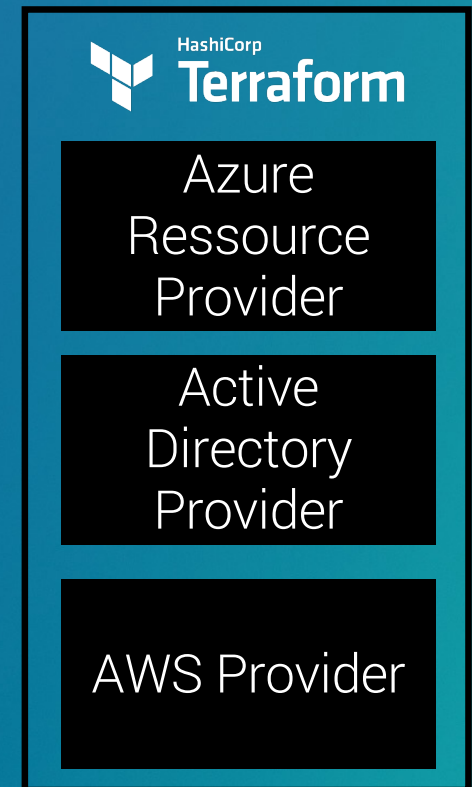 HashiCorp
Terraform
Azure
Ressource
Provider
Active
Directory
Provider
AWS Provider